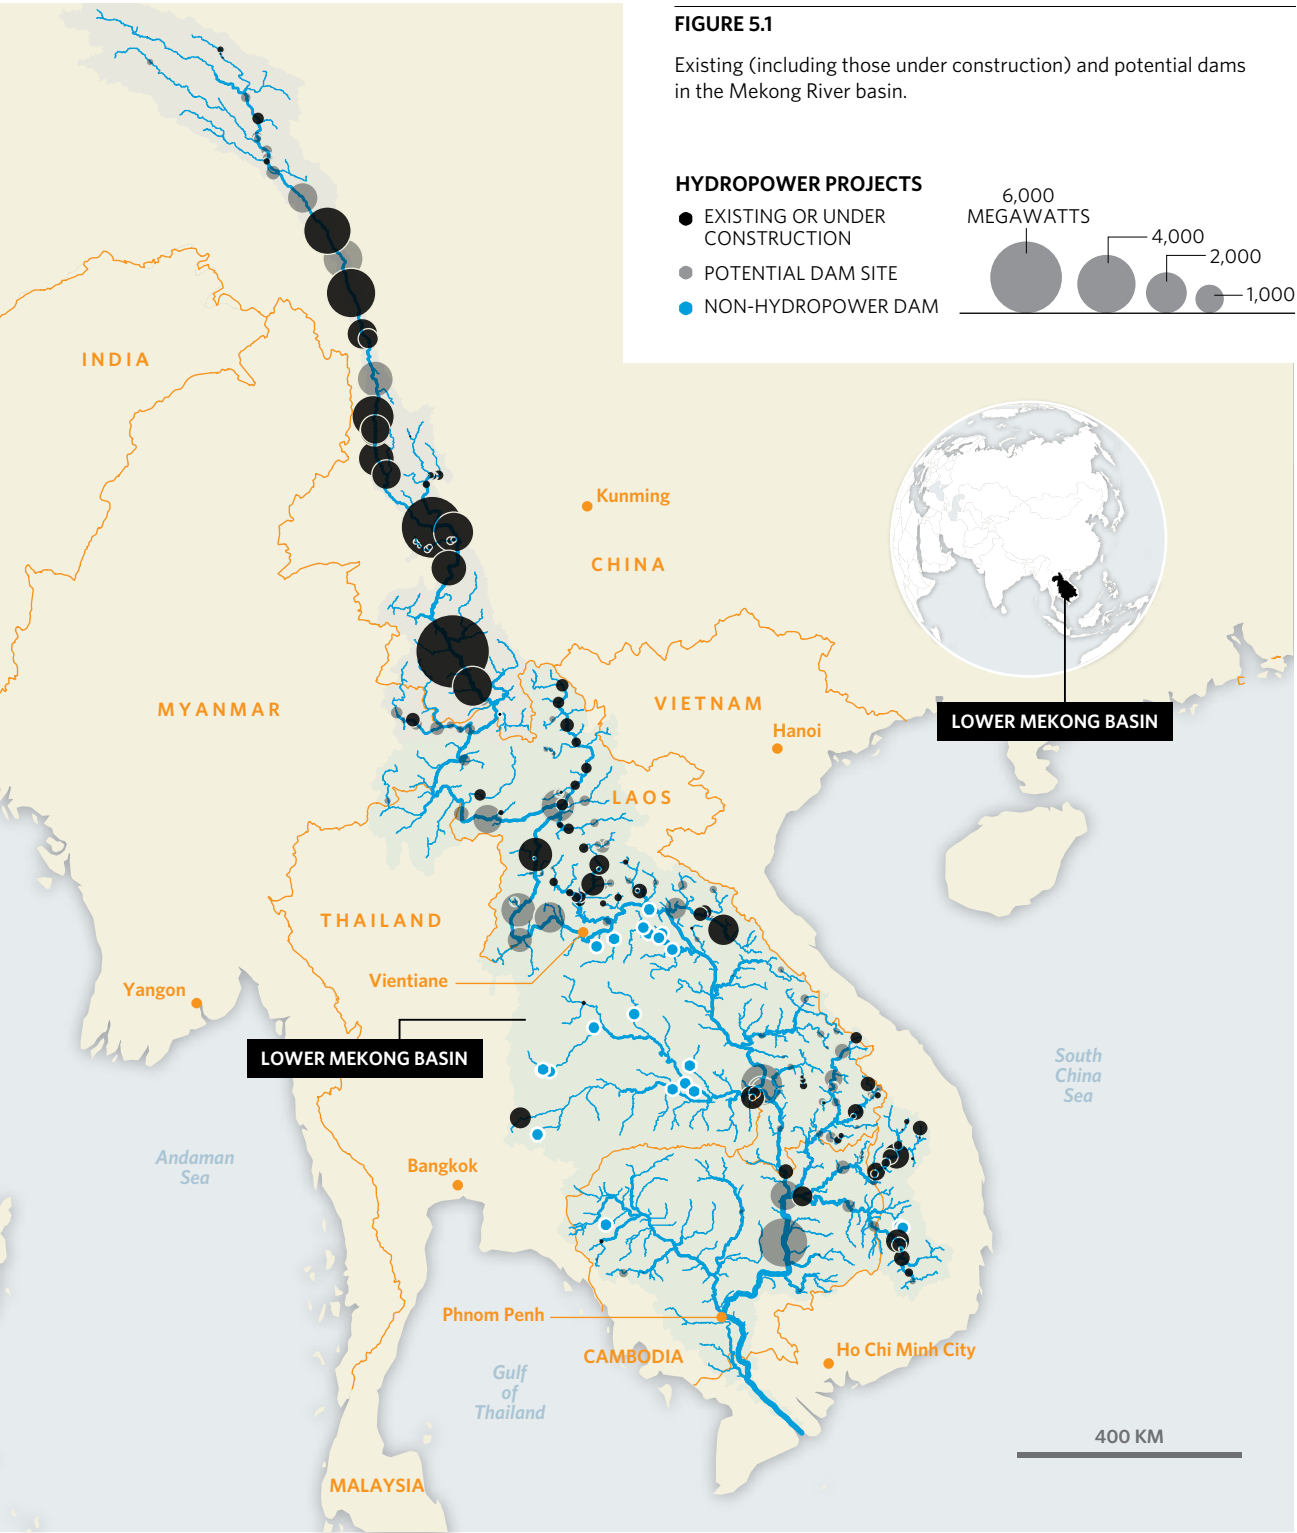 FIGURE 5.1
Existing (including those under construction) and potential dams
in the Mekong River basin.
HYDROPOWER PROJECTS
EXISTING OR UNDER
CONSTRUCTION
POTENTIAL DAM SITE
NON-HYDROPOWER DAM
6,000
MEGAWATTS
4,000
2,000
1,000
INDIA
Kunming
CHINA
MYANMAR
VIETNAM
Hanoi
LOWER MEKONG BASIN
LAOS
THAILAND
Vientiane
Yangon
LOWER MEKONG BASIN
South
China
Sea
Andaman
Sea
Bangkok
Phnom Penh
CAMBODIA
Ho Chi Minh City
Gulf
of
Thailand
400 KM
MALAYSIA